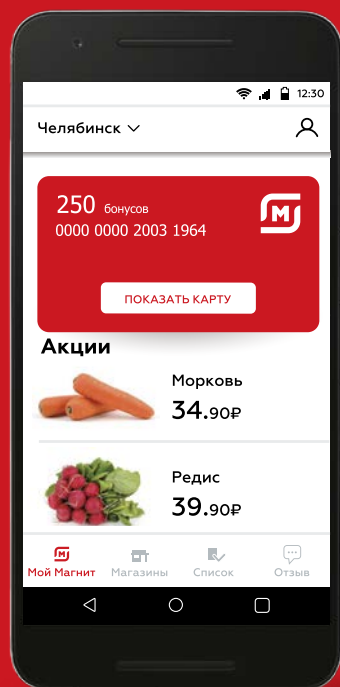 12:30
Челябинск
250 бонусов
0000 0000 2003 1964
М
ПОКАЗАТЬ КАРТУ
Акции
Морковь
34.90₽
Редис
39.90₽
М
Мой Магнит Магазины Список Отзыв